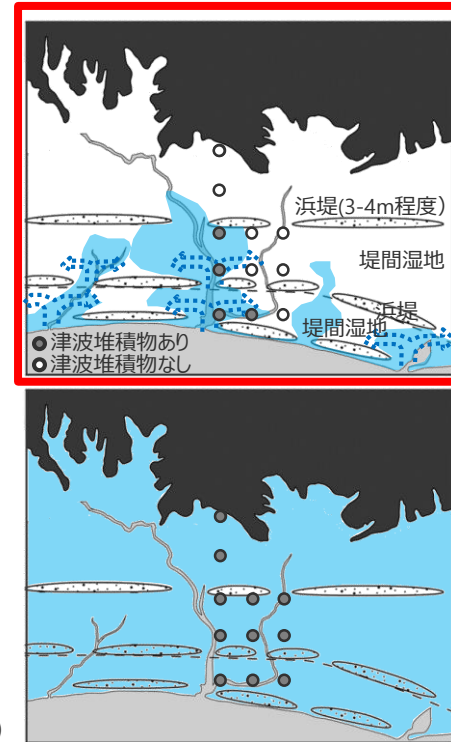 浜堤(3-4m程度）
堤間湿地
浜堤
堤間湿地
津波堆積物あり
津波堆積物なし
)